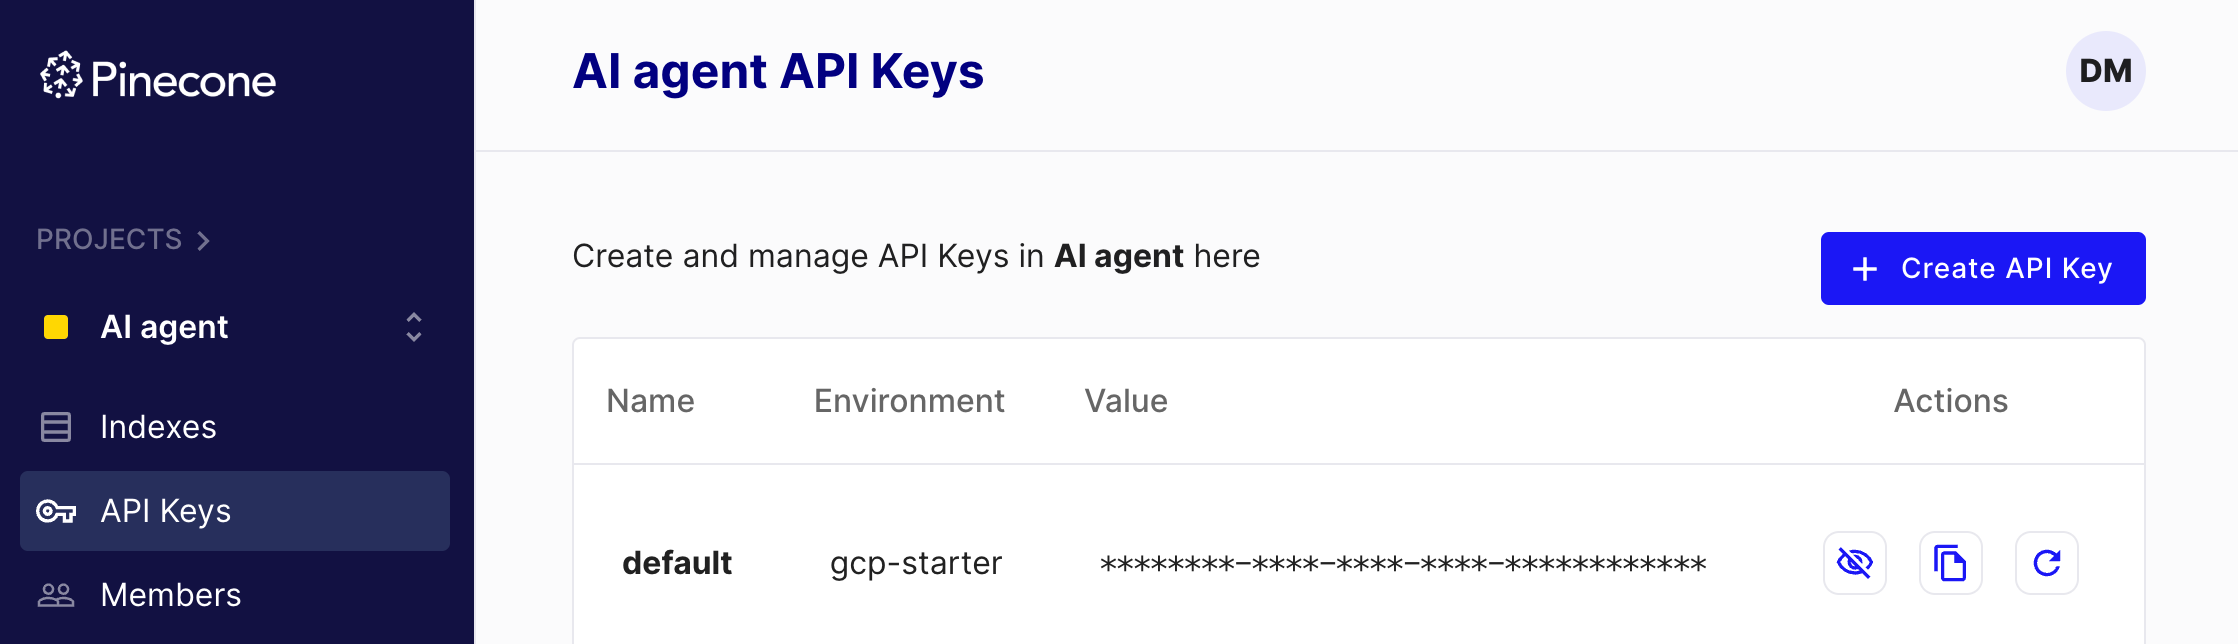 Pinecone
PROJECTS
AI agent
Indexes
API Keys
Members
AI agent API Keys
DM
Create and manage API Keys in AI agent here
+ Create API Key
Name Environment Value Actions
default gcp-starter ********-****-****-****-************